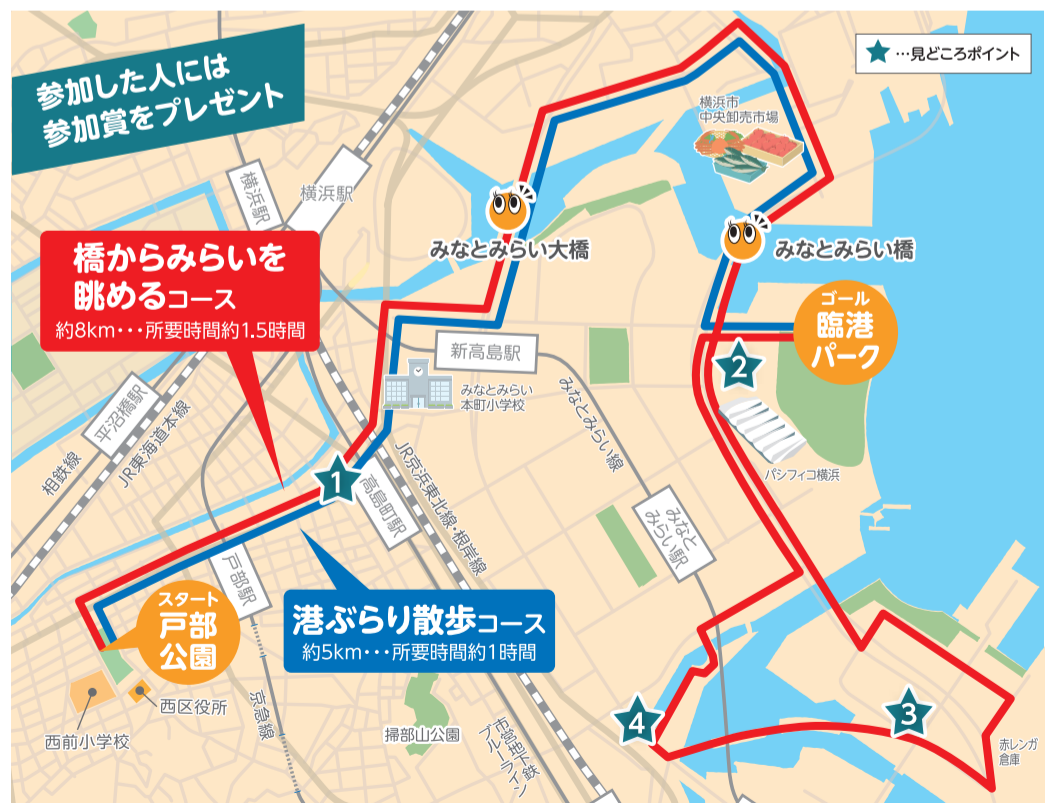 参加した人には
参加賞をプレゼント
★…見どころポイント
横浜市
中央卸売市場
横浜駅
横浜駅
みなとみらい大橋
みなとみらい橋
橋からみらいを
眺めるコース
約8km・・・所要時間約1.5時間
ゴール
臨港
パーク
新高島駅
2
みなとみらい
本町小学校
平沼橋駅
みなとみらい線
相鉄線
JR東海道本線
パシフィコ横浜
1
高島町駅
JR京浜東北線・根岸線
みなと
みらい駅
戸部駅
スタート
戸部
公園
港ぶらり散歩コース
約5km・・・所要時間約1時間
西区役所
西前小学校
京急線
掃部山公園
市営地下鉄
ブルーライン
4
3
赤レンガ
倉庫